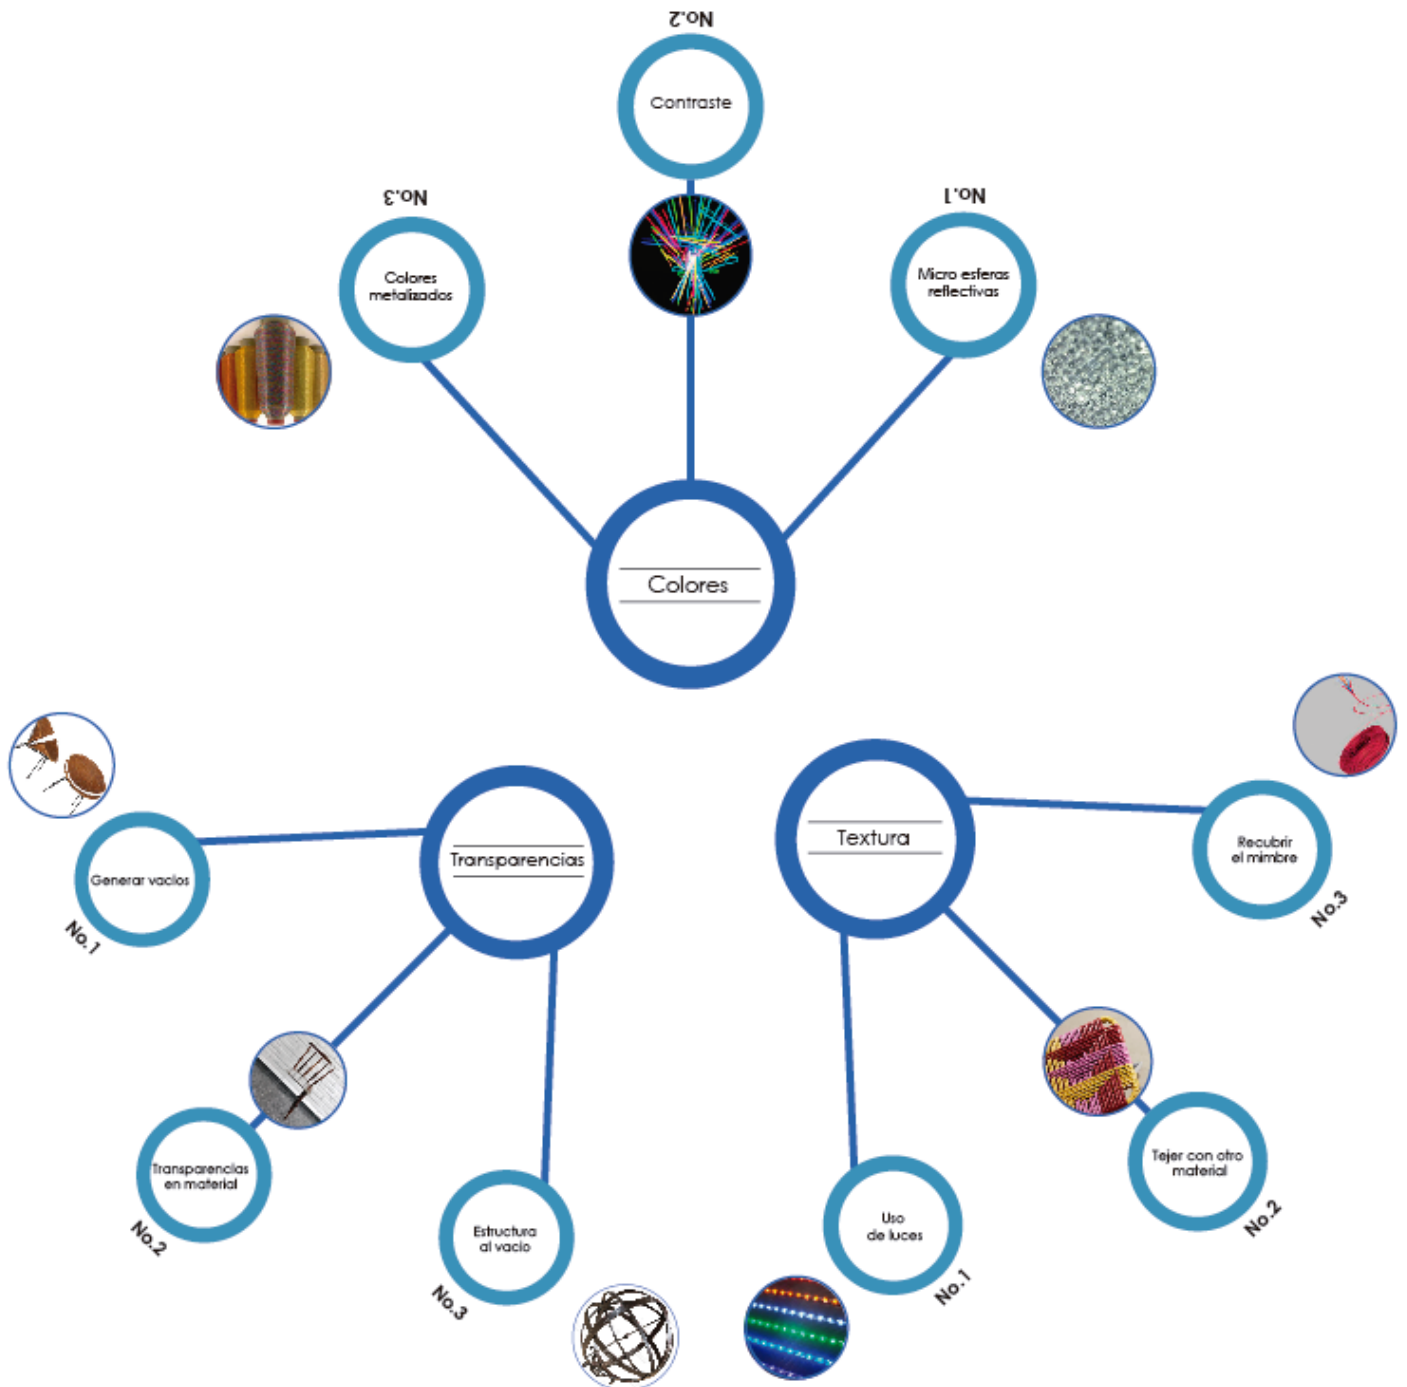 No.2
Contraste
No.3
Colores
metalizados
No.1
Micro esferas
reflectivas
Colores
Transparencias
Generar vacíos
No.1
Transparencias
en material
No.2
Estructura
al vacío
No.3
Textura
Recubrir
el mimbre
No.3
Tejer con otro
material
No.2
Uso
de luces
No.1